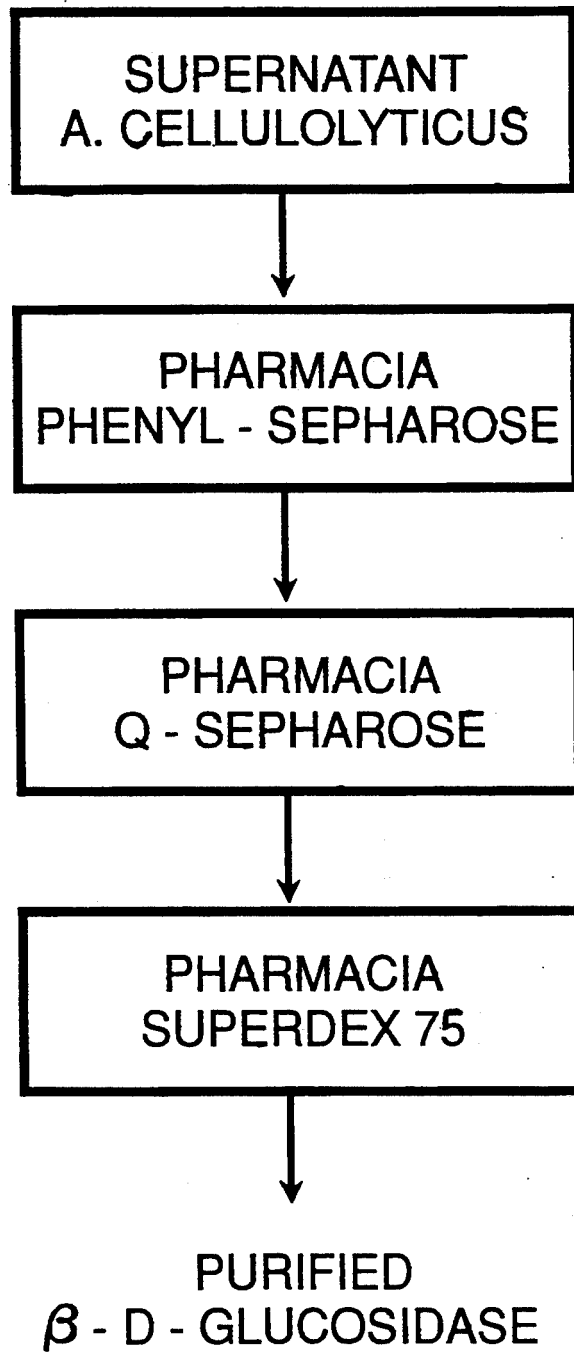 SUPERNATANT
A. CELLULOLYTICUS
PHARMACIA
PHENYL - SEPHAROSE
PHARMACIA
Q - SEPHAROSE
PHARMACIA
SUPERDEX 75
PURIFIED
β - D - GLUCOSIDASE